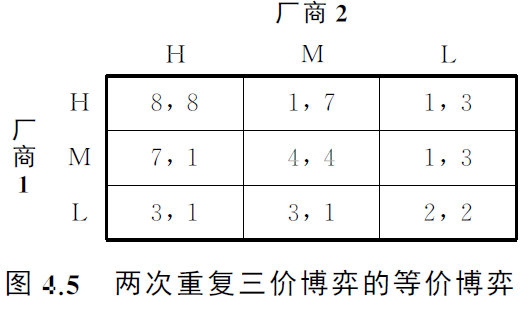 厂商 2
H M L
H 8，8 1，7 1，3
厂商1 M 7，1 4，4 1，3
L 3，1 3，1 2，2
图 4.5 两次重复三价博弈的等价博弈